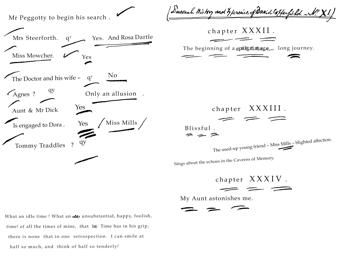 Mr Peggotty to begin his search .
Mrs Steerforth. qy Yes. And Rosa Dartle
Miss Mowcher. Yes
The Doctor and his wife - qy No
Agnes ? qy Only an allusion .
Aunt & Mr Dick Yes
Is engaged to Dora . Yes Miss Mills
Tommy Traddles ? qy
What an idle time ! What an unsubstantial, happy, foolish,
time! of all the times of mine, that in Time has in his grip,
there is none that in one retrospection. I can smile at
half so much, and think of half so tenderly!
(Personal History and Experience of David Copperfield - No XI)
chapter XXXII .
The beginning of a long journey.
chapter XXXIII .
Blissful .
The used-up young friend - Miss Mills - blighted affection.
Sings about the echoes in the Caverns of Memory.
chapter XXXIV .
My Aunt astonishes me.